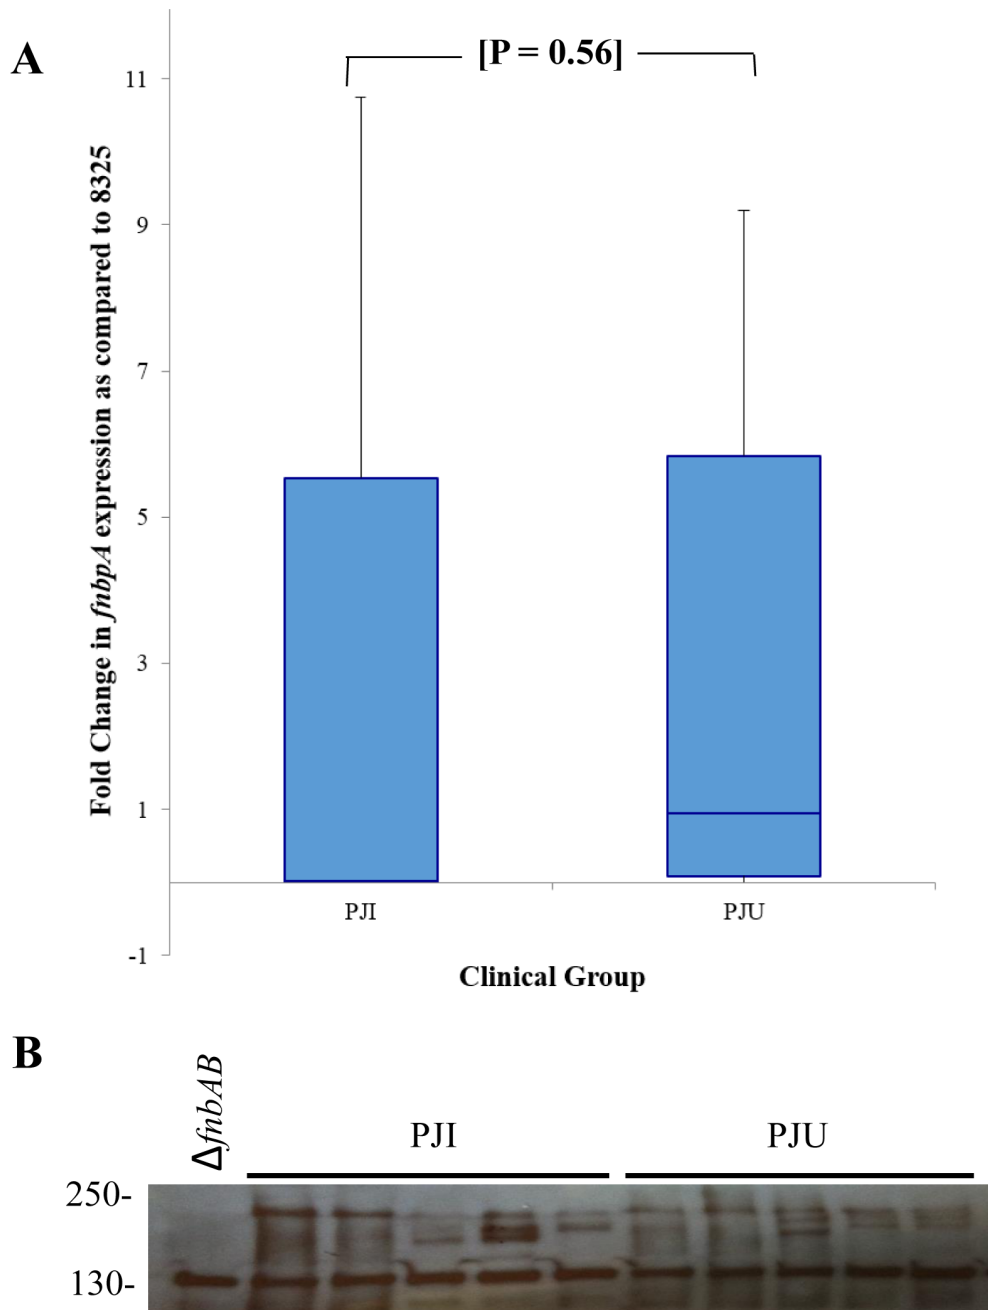 A
[P = 0.56]
Fold Change in fnbpA expression as compared to 8325
11
9
7
5
3
1
-1
PJI
PJU
Clinical Group
B
ΔfnbAB
PJI
PJU
250-
130-